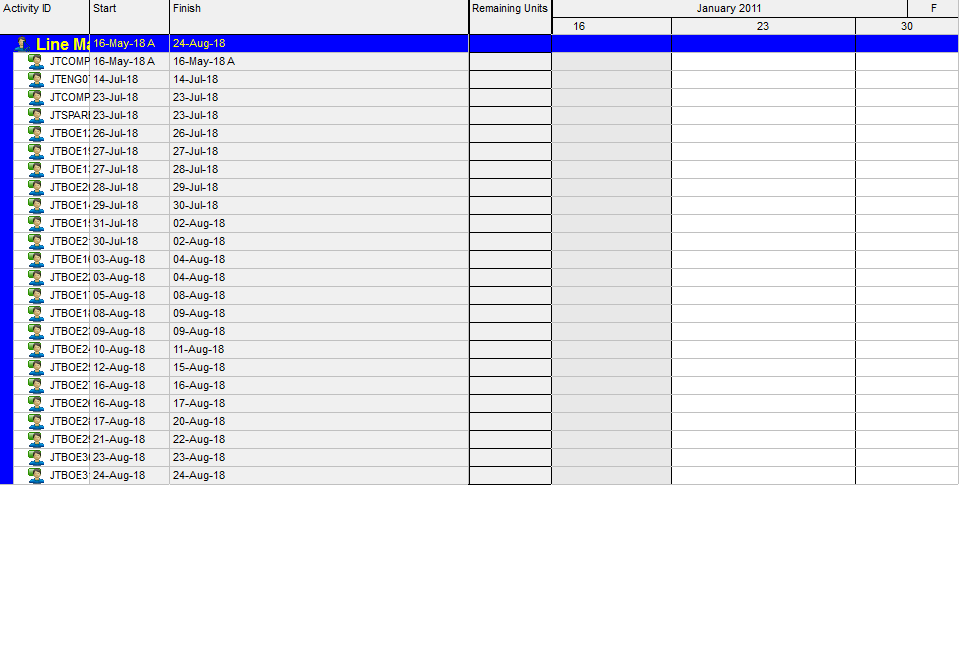 Activity ID Start Finish Remaining Units January 2011 F
16 23 30
Line Ma 16-May-18 A 24-Aug-18
JTCOMP 16-May-18 A 16-May-18 A
JTENG0 14-Jul-18 14-Jul-18
JTCOMP 23-Jul-18 23-Jul-18
JTSPAR 23-Jul-18 23-Jul-18
JTBOE12 26-Jul-18 26-Jul-18
JTBOE1 27-Jul-18 27-Jul-18
JTBOE1 27-Jul-18 28-Jul-18
JTBOE2 28-Jul-18 29-Jul-18
JTBOE1 29-Jul-18 30-Jul-18
JTBOE1 31-Jul-18 02-Aug-18
JTBOE2 30-Jul-18 02-Aug-18
JTBOE1 03-Aug-18 04-Aug-18
JTBOE2 03-Aug-18 04-Aug-18
JTBOE1 05-Aug-18 08-Aug-18
JTBOE1 08-Aug-18 09-Aug-18
JTBOE2 09-Aug-18 09-Aug-18
JTBOE2 10-Aug-18 11-Aug-18
JTBOE2 12-Aug-18 15-Aug-18
JTBOE2 16-Aug-18 16-Aug-18
JTBOE2 16-Aug-18 17-Aug-18
JTBOE2 17-Aug-18 20-Aug-18
JTBOE2 21-Aug-18 22-Aug-18
JTBOE3 23-Aug-18 23-Aug-18
JTBOE3 24-Aug-18 24-Aug-18